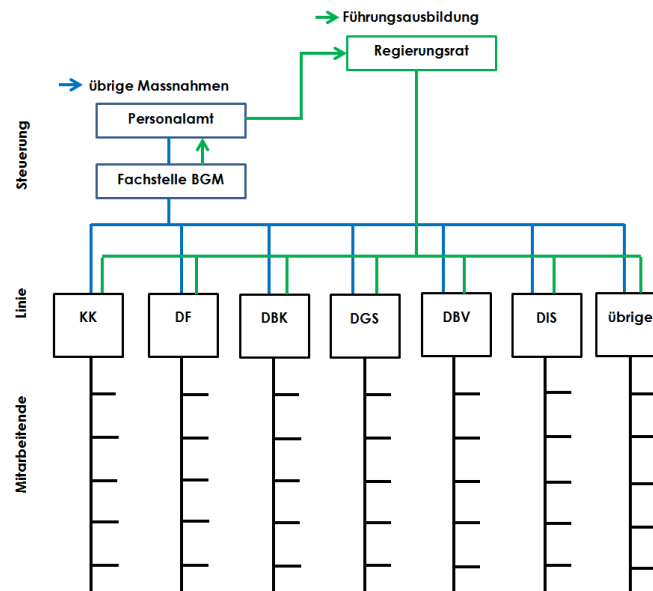 Führungsausbildung
Regierungsrat
übrige Massnahmen
Personalamt
Steuerung
Fachstelle BGM
Linie
KK
DF
DBK
DGS
DBV
DIS
übrige
Mitarbeitende